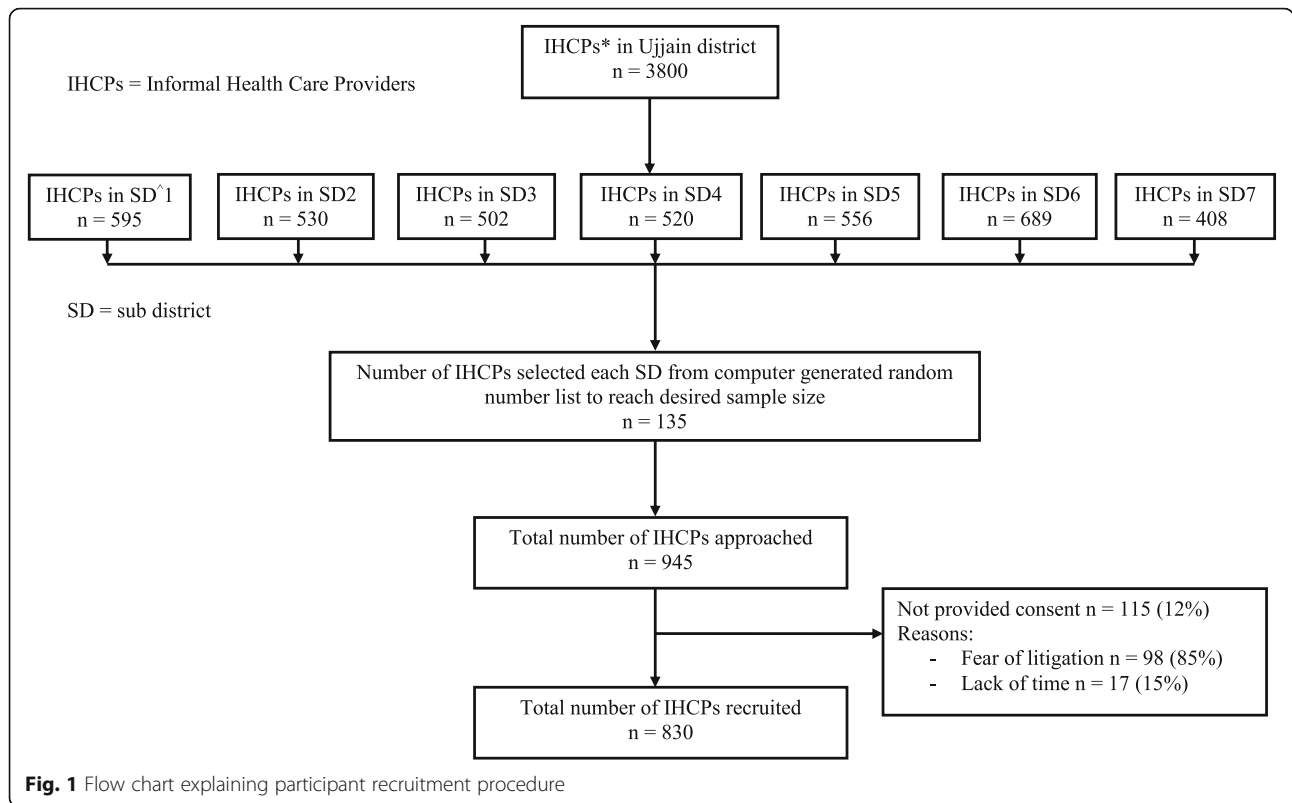 IHCPs* in Ujjain district
n = 3800
IHCPs = Informal Health Care Providers
IHCPs in SD^1
n = 595
IHCPs in SD2
n = 530
IHCPs in SD3
n = 502
IHCPs in SD4
n = 520
IHCPs in SD5
n = 556
IHCPs in SD6
n = 689
IHCPs in SD7
n = 408
SD = sub district
Number of IHCPs selected each SD from computer generated random
number list to reach desired sample size
n = 135
Total number of IHCPs approached
n = 945
Not provided consent n = 115 (12%)
Reasons:
- Fear of litigation n = 98 (85%)
- Lack of time n = 17 (15%)
Total number of IHCPs recruited
n = 830
Fig. 1 Flow chart explaining participant recruitment procedure